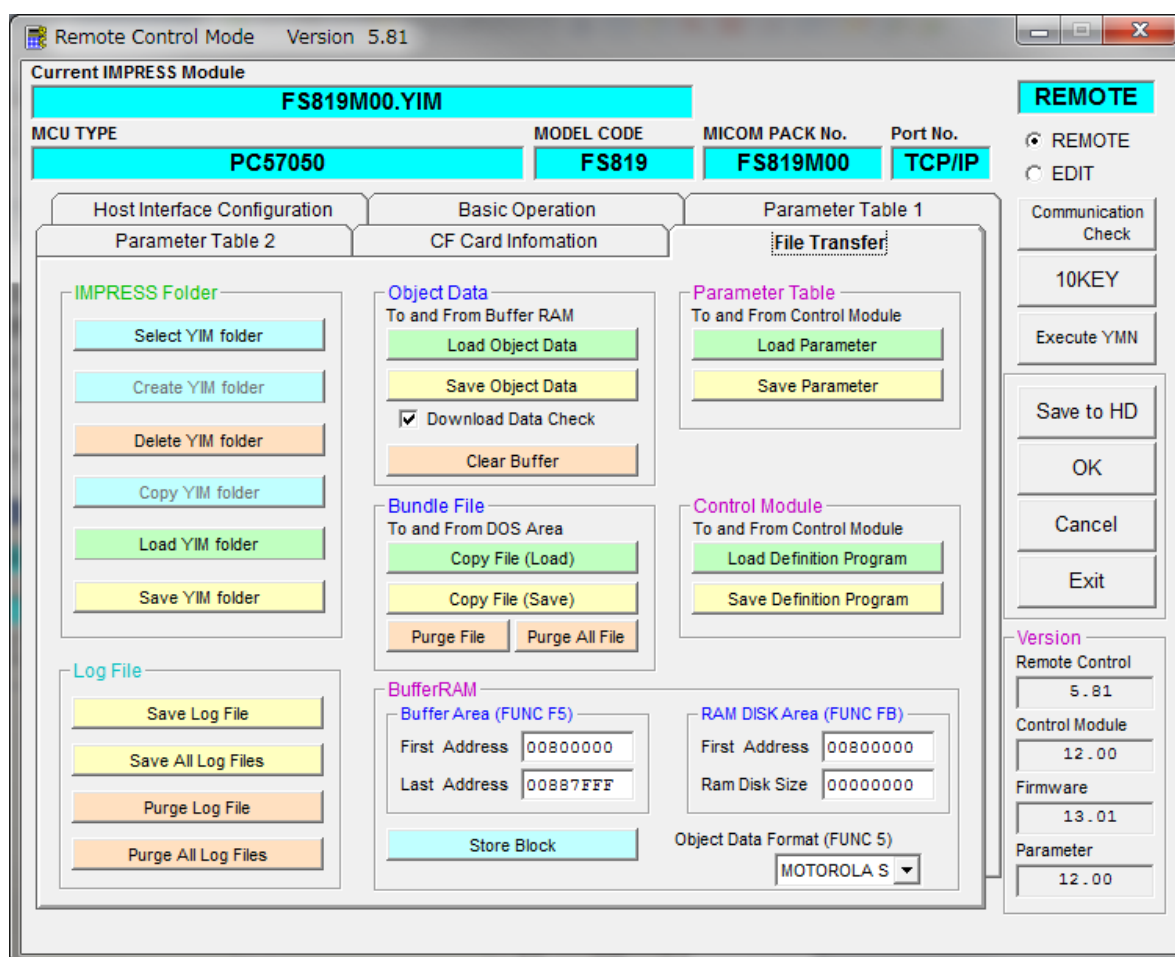 Remote Control Mode Version 5.81
Current IMPRESS Module
FS819M00.YIM
MCU TYPE
MODEL CODE
MICOM PACK No.
Port No.
PC57050
FS819
FS819M00
TCP/IP
REMOTE
REMOTE
EDIT
Communication
Check
10KEY
Execute YMN
Save to HD
OK
Cancel
Exit
Host Interface Configuration
Basic Operation
Parameter Table 1
Parameter Table 2
CF Card Infomation
File Transfer
IMPRESS Folder
Select YIM folder
Create YIM folder
Delete YIM folder
Copy YIM folder
Load YIM folder
Save YIM folder
Log File
Save Log File
Save All Log Files
Purge Log File
Purge All Log Files
Object Data
To and From Buffer RAM
Load Object Data
Save Object Data
Download Data Check
Clear Buffer
Bundle File
To and From DOS Area
Copy File (Load)
Copy File (Save)
Purge File
Purge All File
Parameter Table
To and From Control Module
Load Parameter
Save Parameter
Control Module
To and From Control Module
Load Definition Program
Save Definition Program
BufferRAM
Buffer Area (FUNC F5)
First Address 00800000
Last Address 00887FFF
RAM DISK Area (FUNC FB)
First Address 00800000
Ram Disk Size 00000000
Store Block
Object Data Format (FUNC 5)
MOTOROLA S
Version
Remote Control
5.81
Control Module
12.00
Firmware
13.01
Parameter
12.00